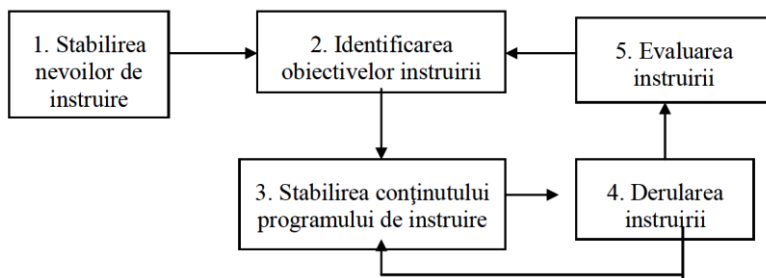 1. Stabilirea
nevoilor de
instruire
2. Identificarea
obiectivelor instruirii
5. Evaluarea
instruirii
3. Stabilirea conţinutului
programului de instruire
4. Derularea
instruirii